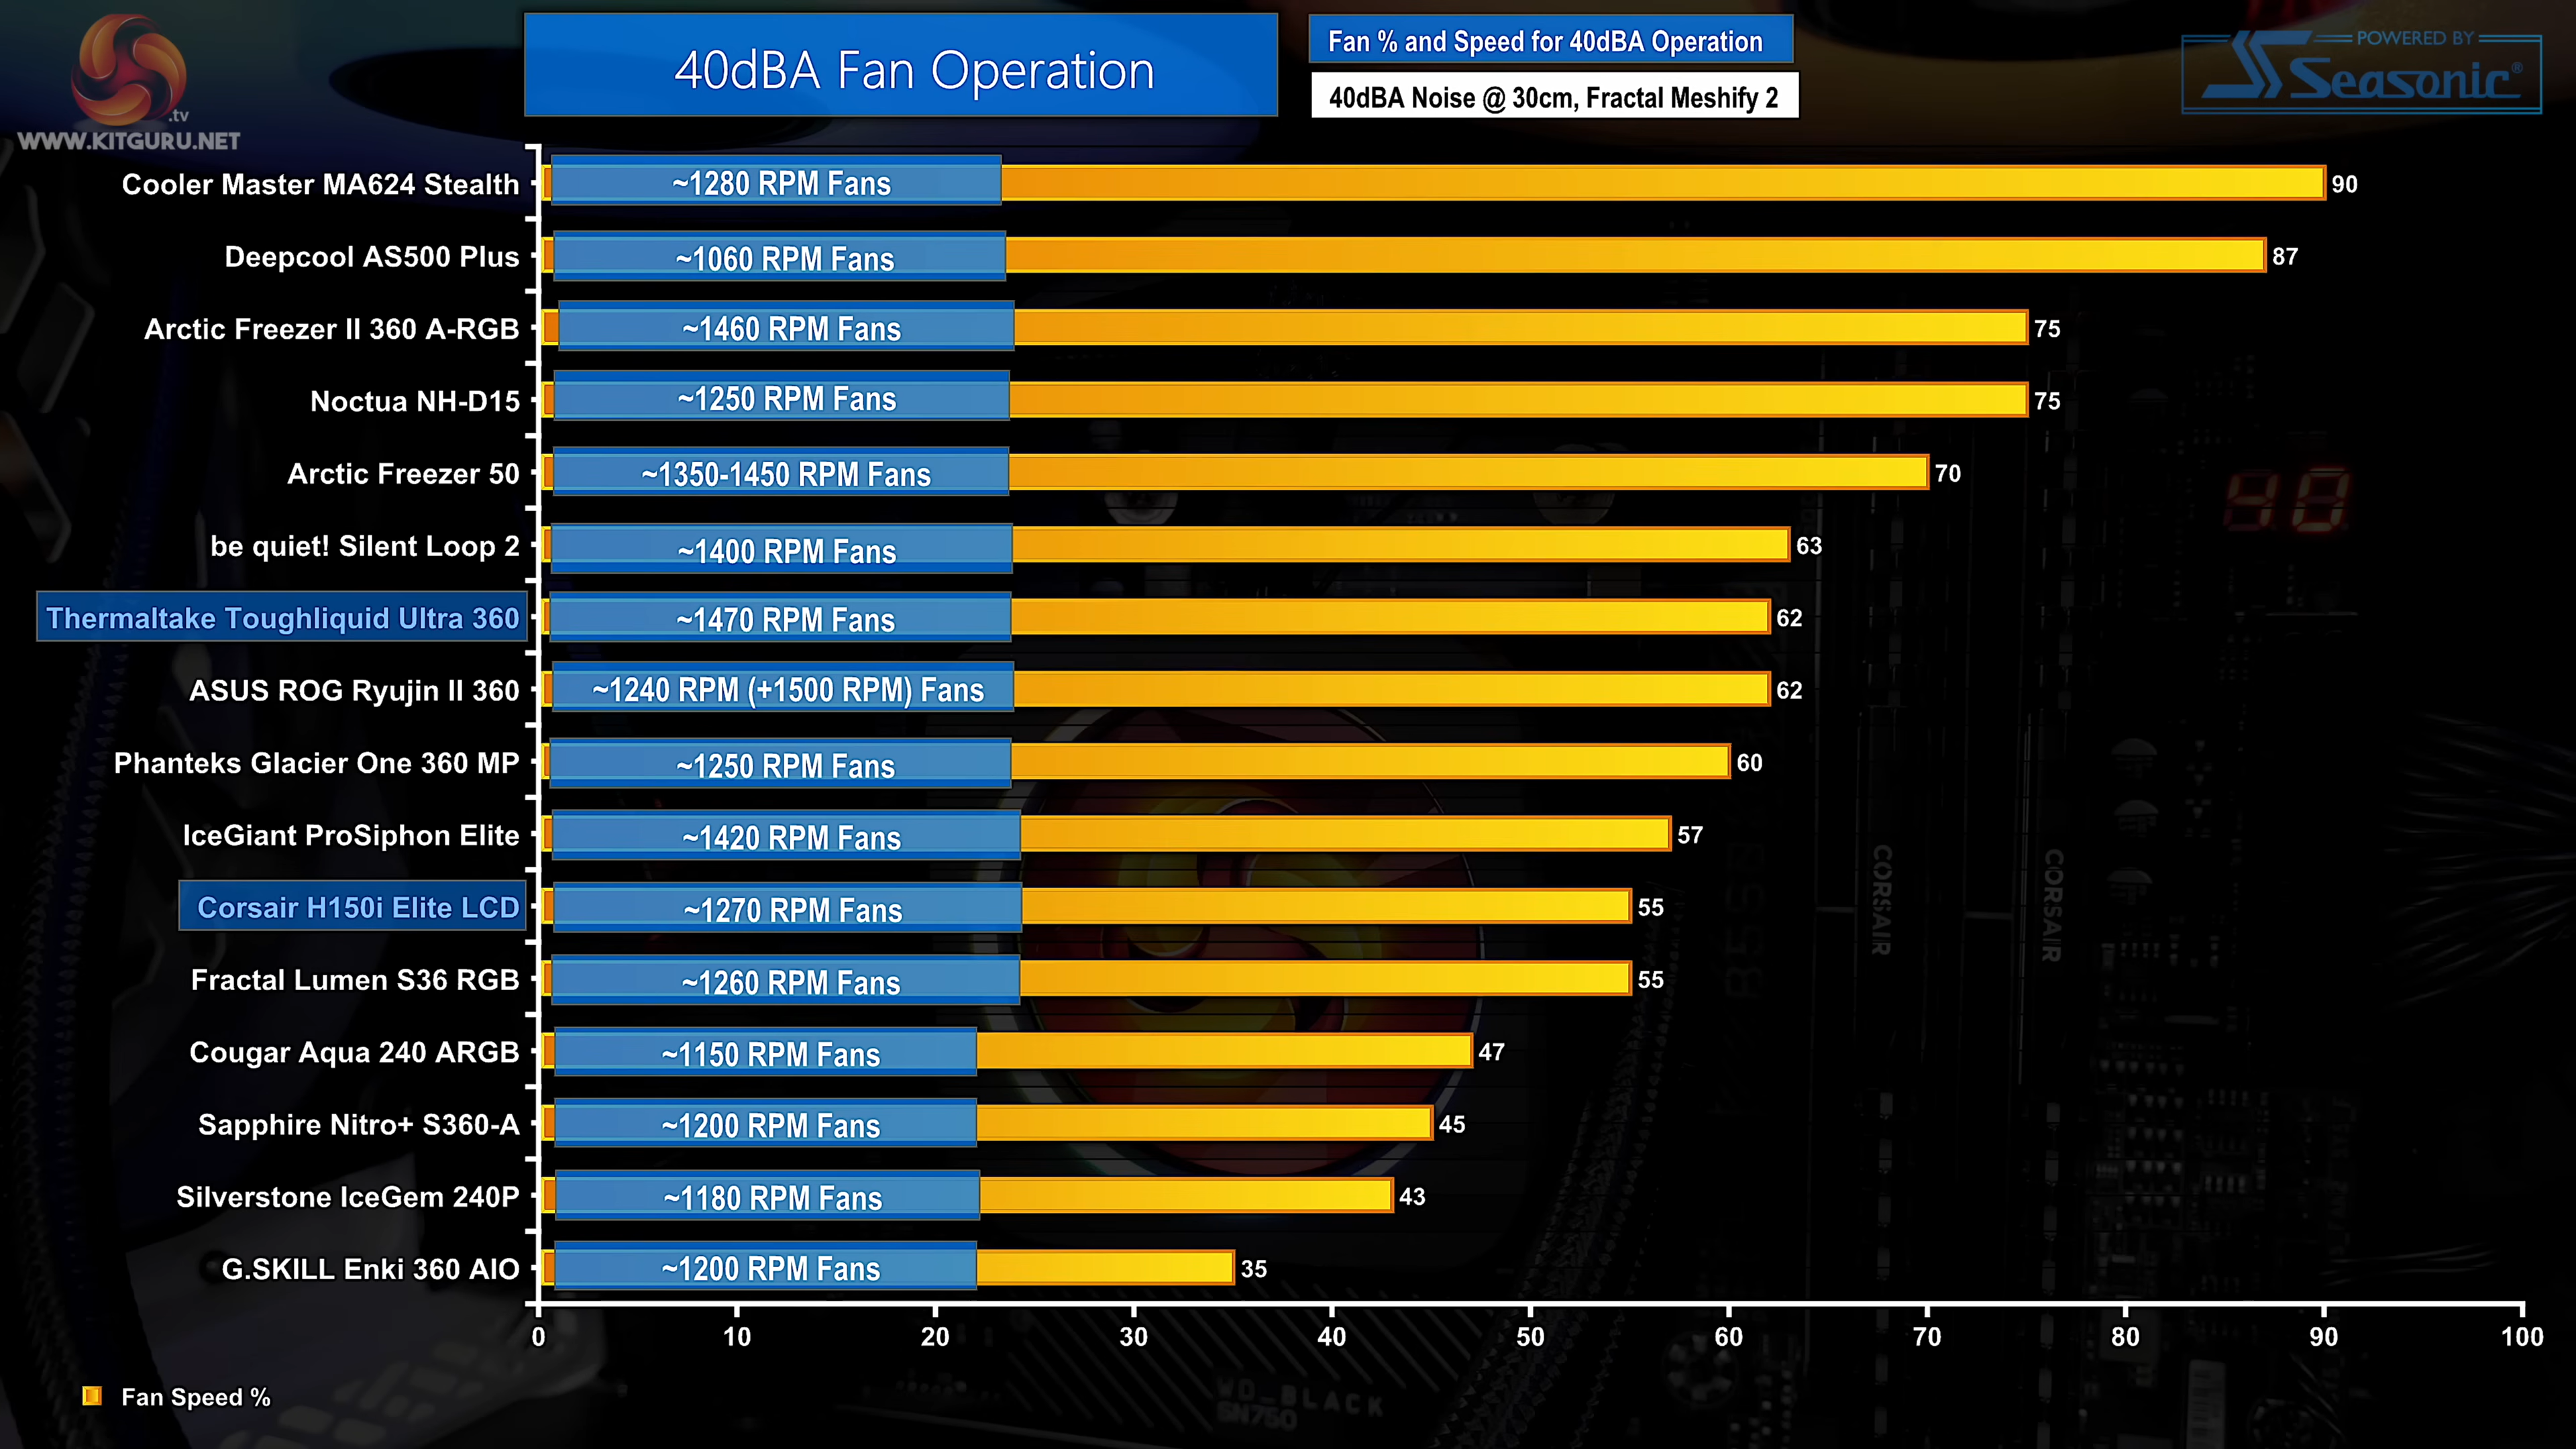 40dBA Fan Operation
Fan % and Speed for 40dBA Operation
40dBA Noise @ 30cm, Fractal Meshify 2
POWERED BY
Seasonic®
.tv
WWW.KITGURU.NET
Cooler Master MA624 Stealth ~1280 RPM Fans 90
Deepcool AS500 Plus ~1060 RPM Fans 87
Arctic Freezer II 360 A-RGB ~1460 RPM Fans 75
Noctua NH-D15 ~1250 RPM Fans 75
Arctic Freezer 50 ~1350-1450 RPM Fans 70
be quiet! Silent Loop 2 ~1400 RPM Fans 63
Thermaltake Toughliquid Ultra 360 ~1470 RPM Fans 62
ASUS ROG Ryujin II 360 ~1240 RPM (+1500 RPM) Fans 62
Phanteks Glacier One 360 MP ~1250 RPM Fans 60
IceGiant ProSiphon Elite ~1420 RPM Fans 57
Corsair H150i Elite LCD ~1270 RPM Fans 55
Fractal Lumen S36 RGB ~1260 RPM Fans 55
Cougar Aqua 240 ARGB ~1150 RPM Fans 47
Sapphire Nitro+ S360-A ~1200 RPM Fans 45
Silverstone IceGem 240P ~1180 RPM Fans 43
G.SKILL Enki 360 AIO ~1200 RPM Fans 35
0 10 20 30 40 50 60 70 80 90 100
Fan Speed %
40
CORSAIR
CORSAIR
WD_BLACK
SN750